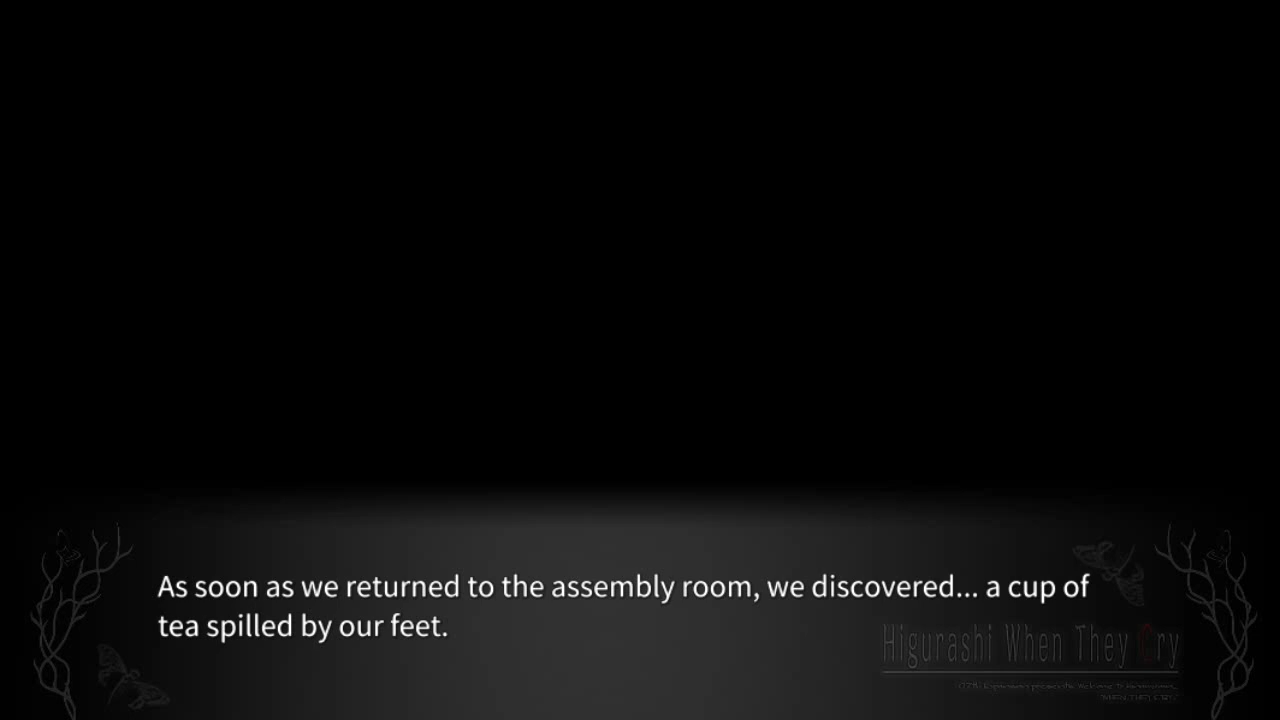 As soon as we returned to the assembly room, we discovered... a cup of
tea spilled by our feet.
Higurashi When They Cry